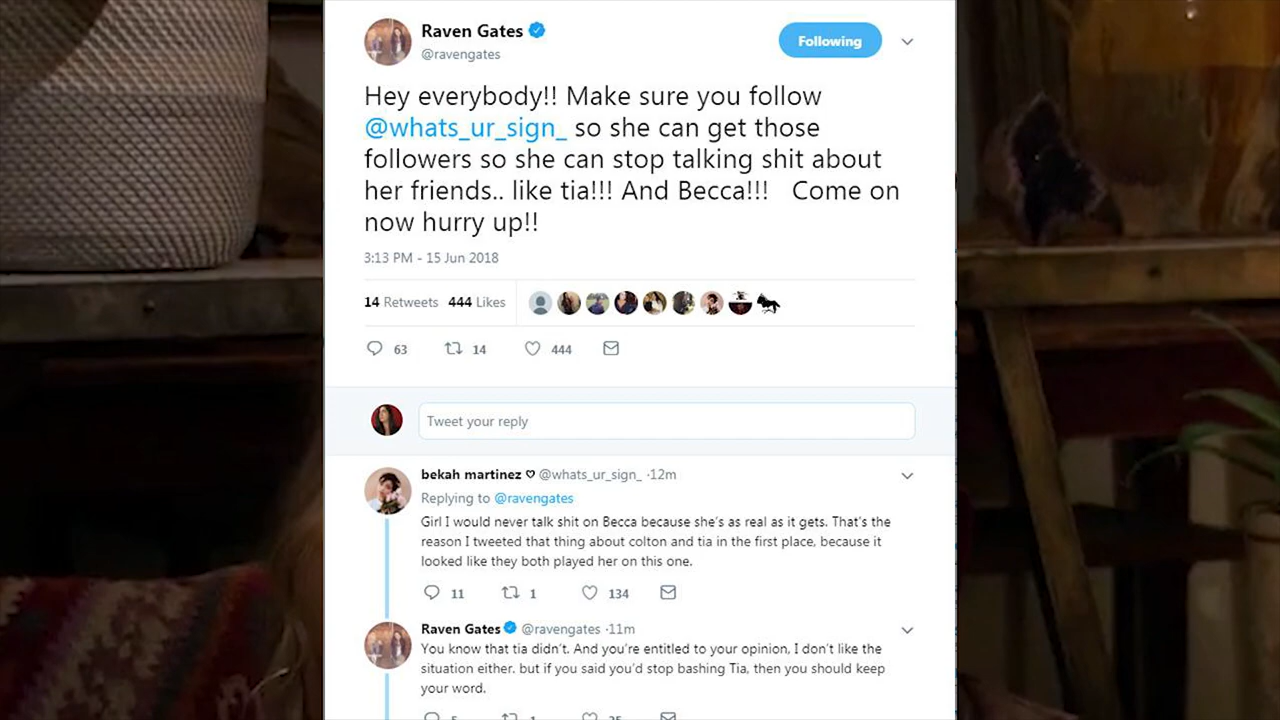 Raven Gates
@ravengates
Following
Hey everybody!! Make sure you follow
@whats_ur_sign_ so she can get those
followers so she can stop talking shit about
her friends.. like tia!!! And Becca!!! Come on
now hurry up!!
3:13 PM - 15 Jun 2018
14 Retweets 444 Likes
63 14 444
Tweet your reply
bekah martinez ♡ @whats_ur_sign_ ·12m
Replying to @ravengates
Girl I would never talk shit on Becca because she's as real as it gets. That's the
reason I tweeted that thing about colton and tia in the first place, because it
looked like they both played her on this one.
11 1 134
Raven Gates @ravengates ·11m
You know that tia didn't. And you're entitled to your opinion, I don't like the
situation either. but if you said you'd stop bashing Tia, then you should keep
your word.